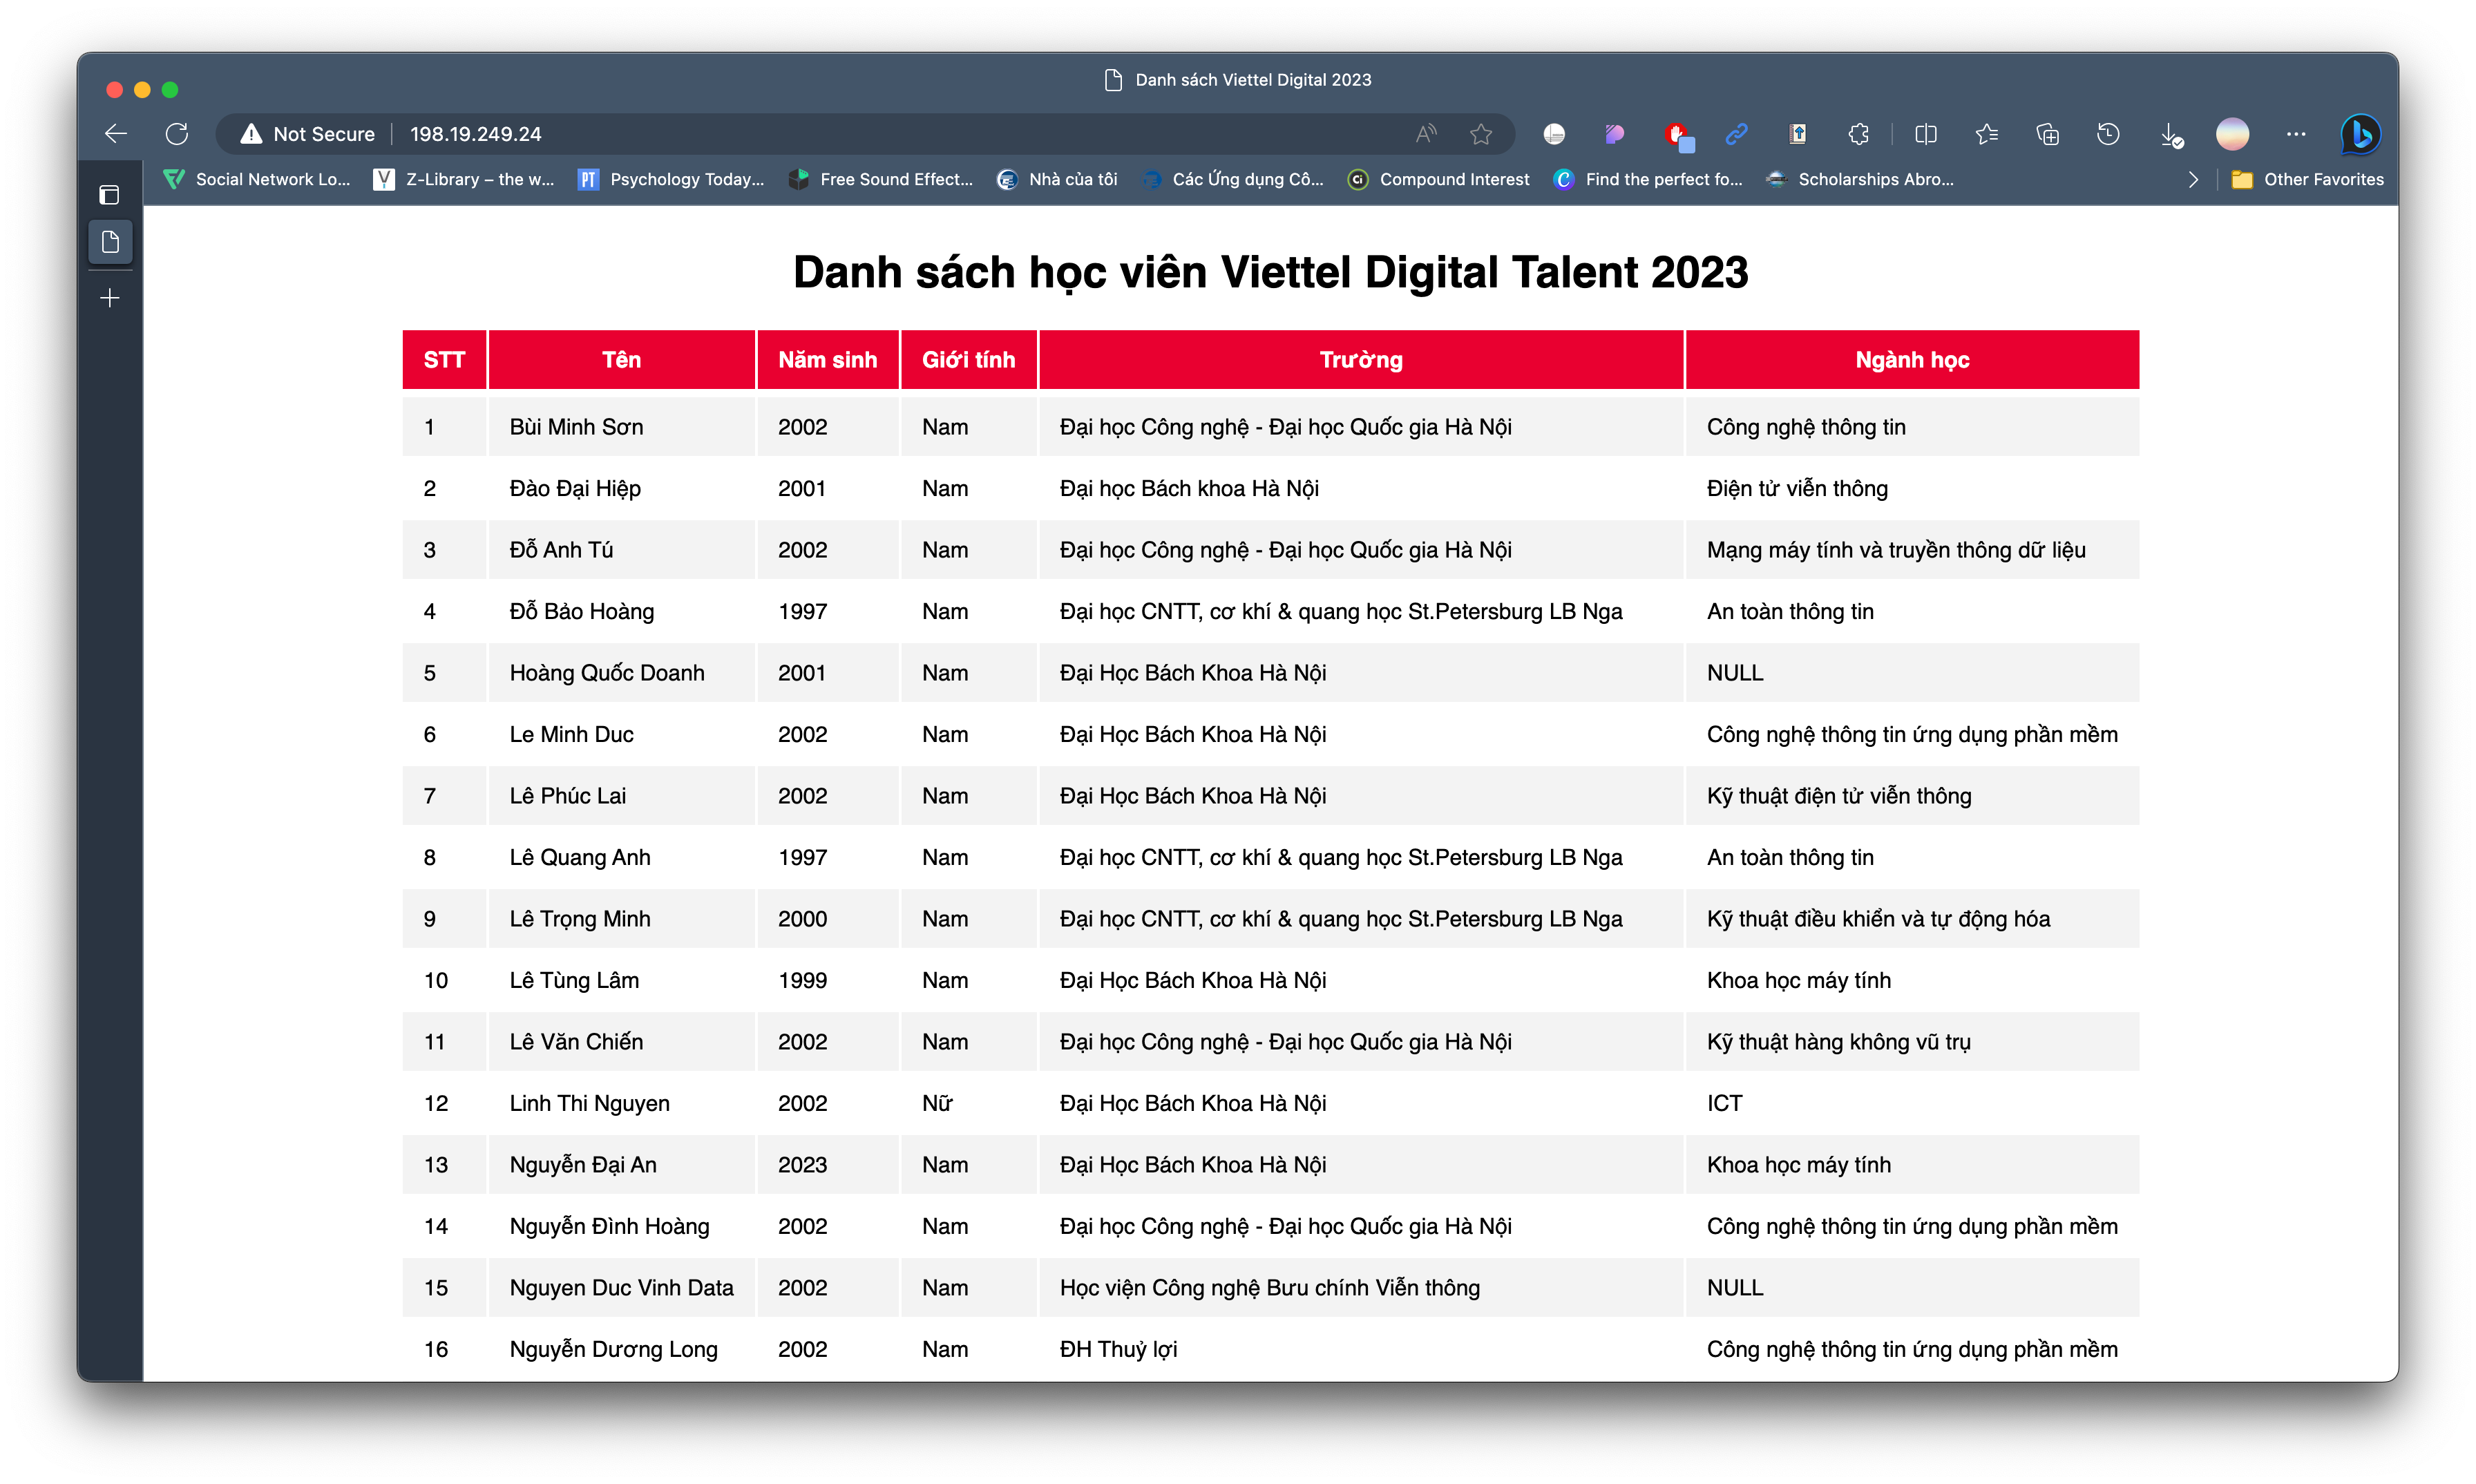 Danh sách Viettel Digital 2023
Not Secure 198.19.249.24
Social Network Lo... Z-Library – the w... PT Psychology Today... Free Sound Effect... Nhà của tôi Các Ứng dụng Cô... Ci Compound Interest Find the perfect fo... Scholarships Abro... Other Favorites
Danh sách học viên Viettel Digital Talent 2023
STT Tên Năm sinh Giới tính Trường Ngành học
1 Bùi Minh Sơn 2002 Nam Đại học Công nghệ - Đại học Quốc gia Hà Nội Công nghệ thông tin
2 Đào Đại Hiệp 2001 Nam Đại học Bách khoa Hà Nội Điện tử viễn thông
3 Đỗ Anh Tú 2002 Nam Đại học Công nghệ - Đại học Quốc gia Hà Nội Mạng máy tính và truyền thông dữ liệu
4 Đỗ Bảo Hoàng 1997 Nam Đại học CNTT, cơ khí & quang học St.Petersburg LB Nga An toàn thông tin
5 Hoàng Quốc Doanh 2001 Nam Đại Học Bách Khoa Hà Nội NULL
6 Le Minh Duc 2002 Nam Đại Học Bách Khoa Hà Nội Công nghệ thông tin ứng dụng phần mềm
7 Lê Phúc Lai 2002 Nam Đại Học Bách Khoa Hà Nội Kỹ thuật điện tử viễn thông
8 Lê Quang Anh 1997 Nam Đại học CNTT, cơ khí & quang học St.Petersburg LB Nga An toàn thông tin
9 Lê Trọng Minh 2000 Nam Đại học CNTT, cơ khí & quang học St.Petersburg LB Nga Kỹ thuật điều khiển và tự động hóa
10 Lê Tùng Lâm 1999 Nam Đại Học Bách Khoa Hà Nội Khoa học máy tính
11 Lê Văn Chiến 2002 Nam Đại học Công nghệ - Đại học Quốc gia Hà Nội Kỹ thuật hàng không vũ trụ
12 Linh Thi Nguyen 2002 Nữ Đại Học Bách Khoa Hà Nội ICT
13 Nguyễn Đại An 2023 Nam Đại Học Bách Khoa Hà Nội Khoa học máy tính
14 Nguyễn Đình Hoàng 2002 Nam Đại học Công nghệ - Đại học Quốc gia Hà Nội Công nghệ thông tin ứng dụng phần mềm
15 Nguyen Duc Vinh Data 2002 Nam Học viện Công nghệ Bưu chính Viễn thông NULL
16 Nguyễn Dương Long 2002 Nam ĐH Thuỷ lợi Công nghệ thông tin ứng dụng phần mềm